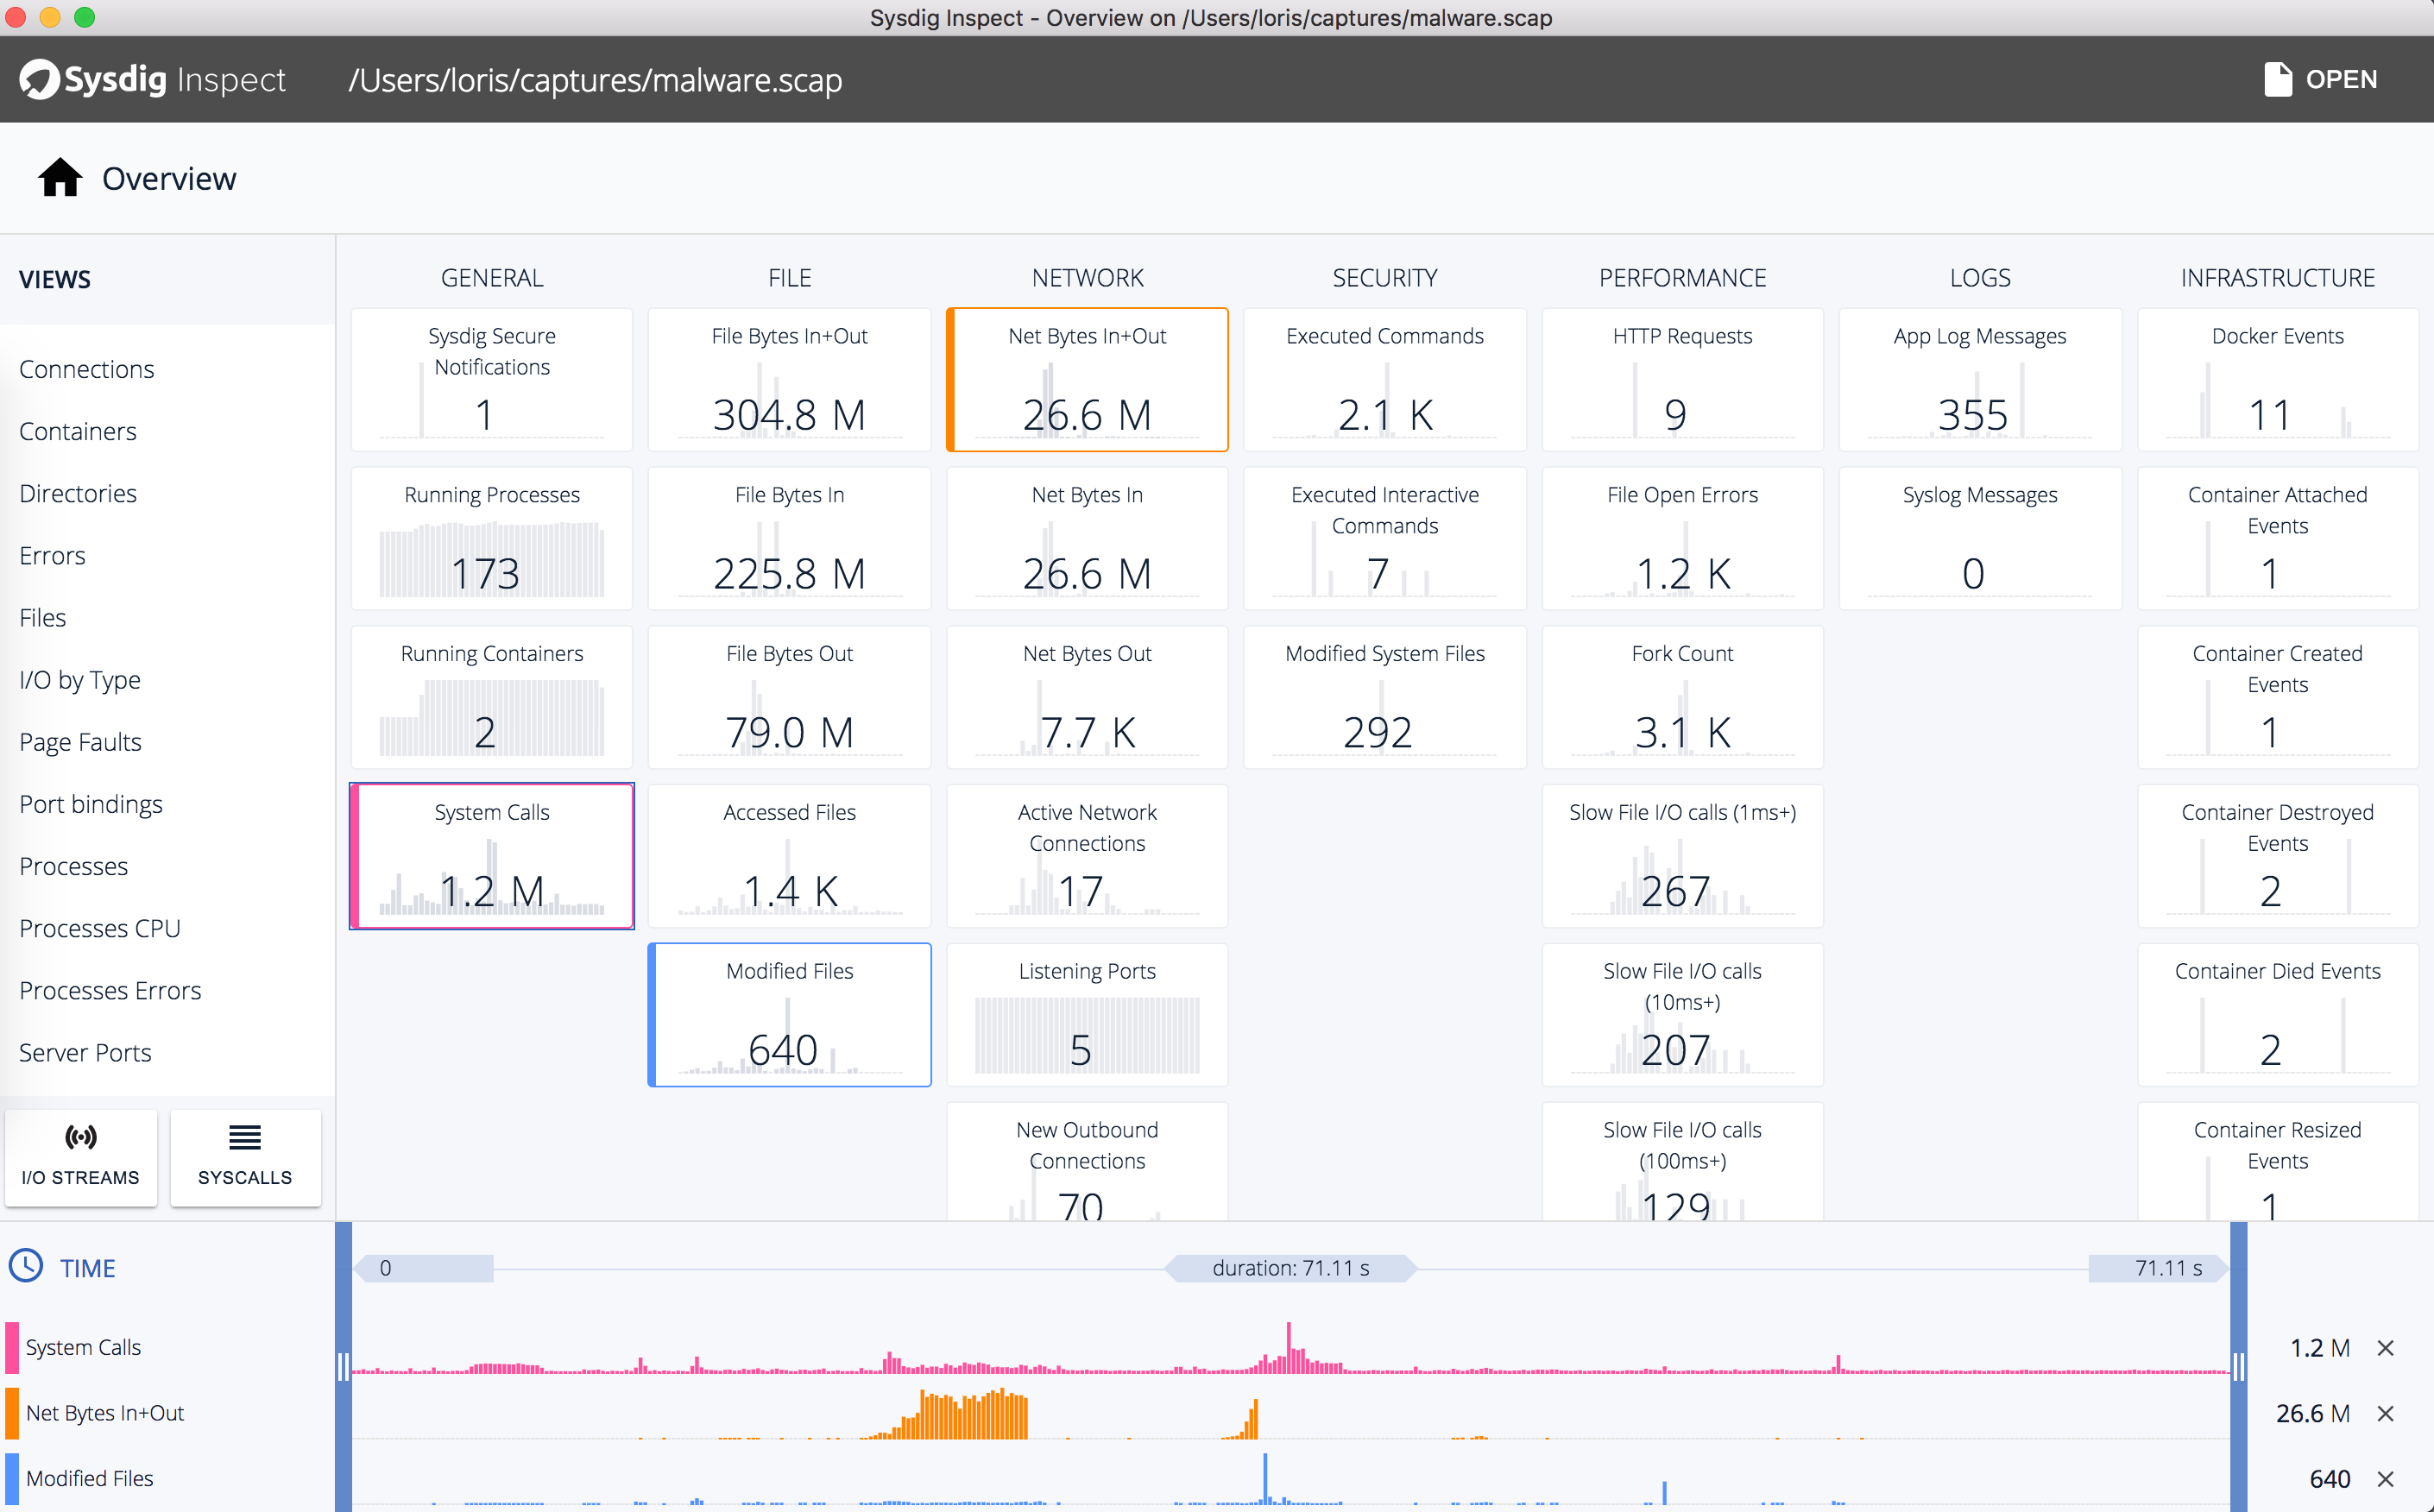 Sysdig Inspect - Overview on /Users/loris/captures/malware.scap
Sysdig Inspect
/Users/loris/captures/malware.scap
OPEN
Overview
VIEWS
Connections
Containers
Directories
Errors
Files
I/O by Type
Page Faults
Port bindings
Processes
Processes CPU
Processes Errors
Server Ports
I/O STREAMS
SYSCALLS
GENERAL
Sysdig Secure
Notifications
1
Running Processes
173
Running Containers
2
System Calls
1.2 M
FILE
File Bytes In+Out
304.8 M
File Bytes In
225.8 M
File Bytes Out
79.0 M
Accessed Files
1.4 K
Modified Files
640
NETWORK
Net Bytes In+Out
26.6 M
Net Bytes In
26.6 M
Net Bytes Out
7.7 K
Active Network
Connections
17
Listening Ports
5
New Outbound
Connections
70
SECURITY
Executed Commands
2.1 K
Executed Interactive
Commands
7
Modified System Files
292
PERFORMANCE
HTTP Requests
9
File Open Errors
1.2 K
Fork Count
3.1 K
Slow File I/O calls (1ms+)
267
Slow File I/O calls
(10ms+)
207
Slow File I/O calls
(100ms+)
129
LOGS
App Log Messages
355
Syslog Messages
0
INFRASTRUCTURE
Docker Events
11
Container Attached
Events
1
Container Created
Events
1
Container Destroyed
Events
2
Container Died Events
2
Container Resized
Events
1
TIME
0
duration: 71.11 s
71.11 s
System Calls
1.2 M
Net Bytes In+Out
26.6 M
Modified Files
640